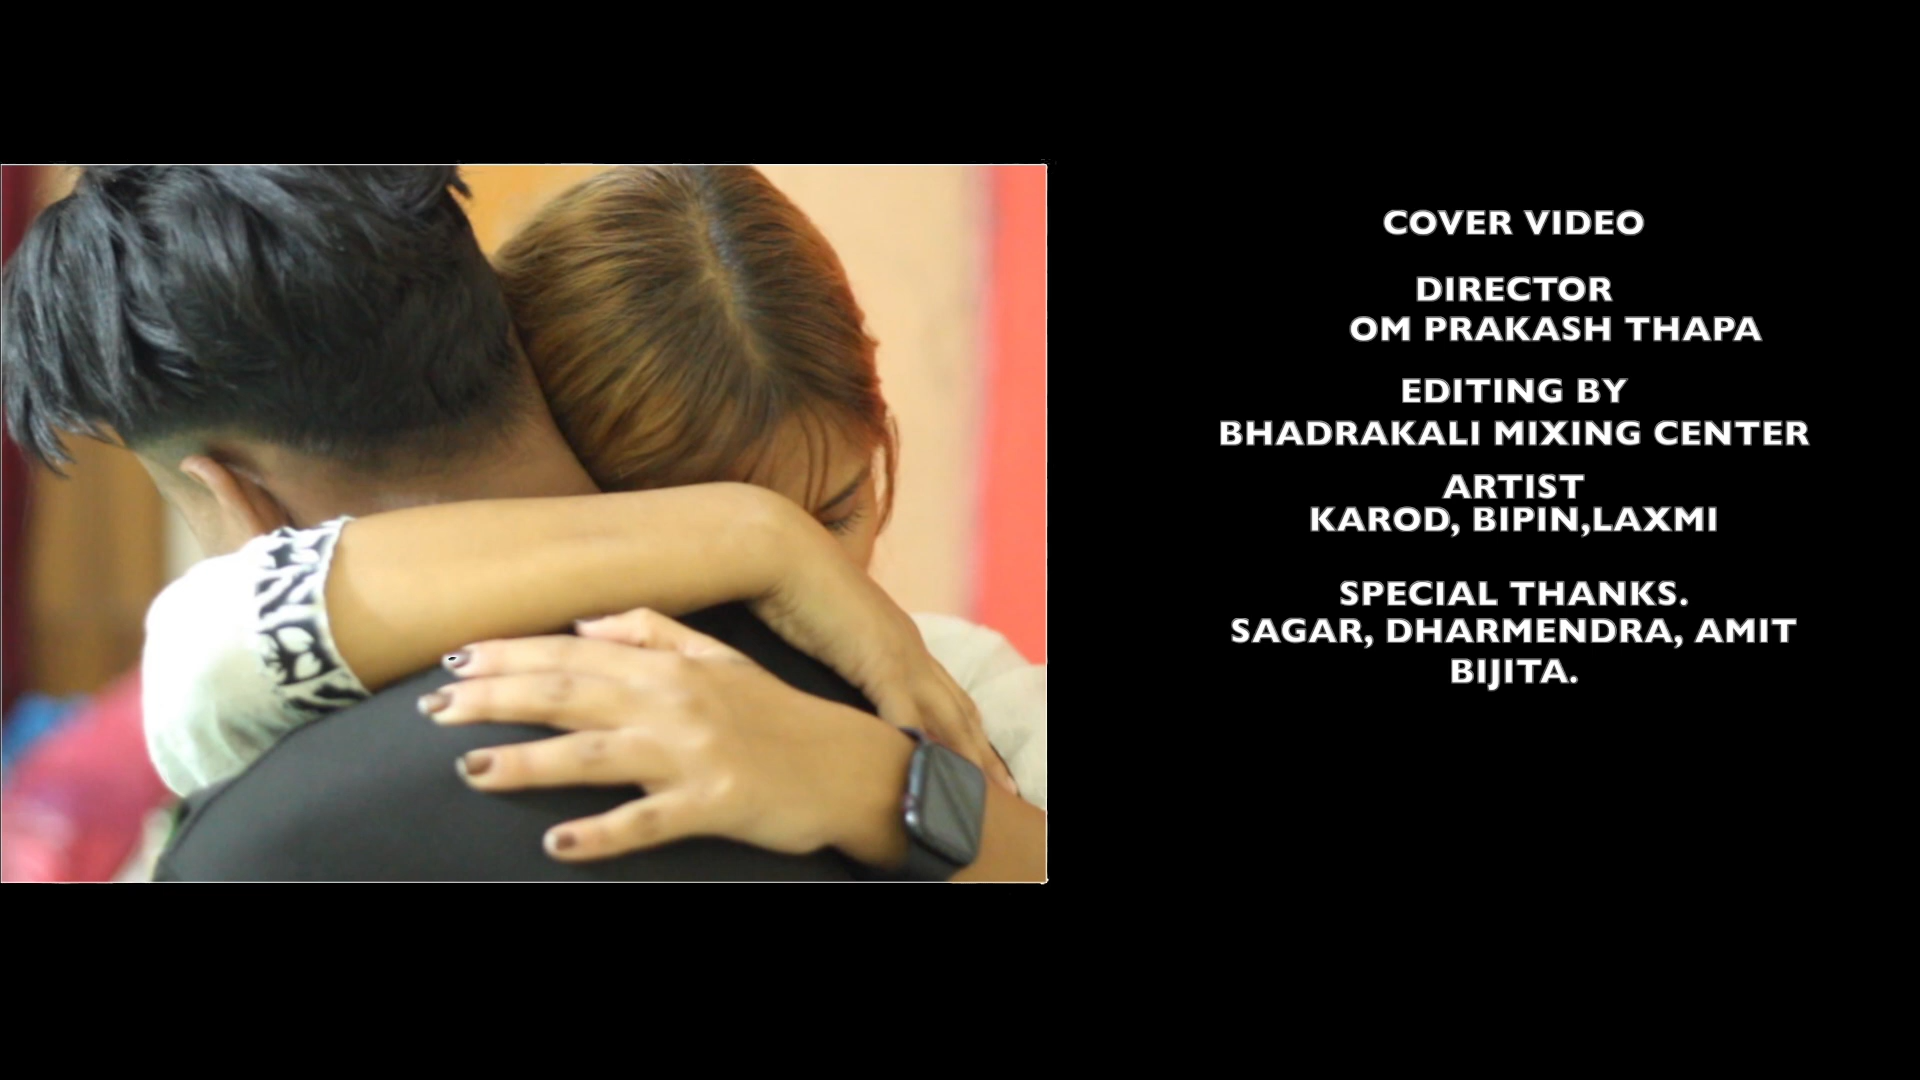 COVER VIDEO
DIRECTOR
OM PRAKASH THAPA
EDITING BY
BHADRAKALI MIXING CENTER
ARTIST
KAROD, BIPIN,LAXMI
SPECIAL THANKS.
SAGAR, DHARMENDRA, AMIT
BIJITA.